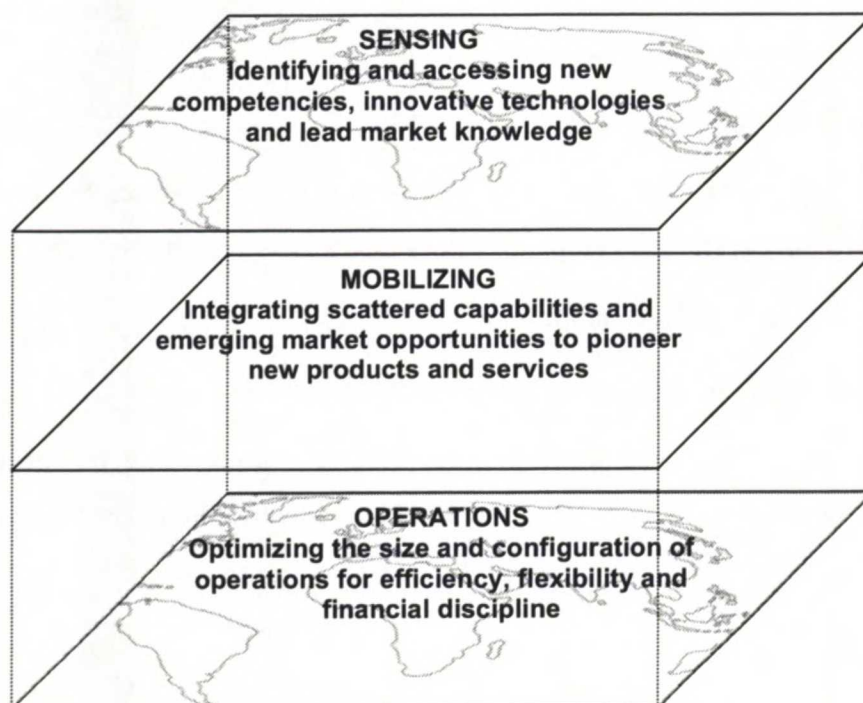 SENSING
Identifying and accessing new
competencies, innovative technologies
and lead market knowledge
MOBILIZING
Integrating scattered capabilities and
emerging market opportunities to pioneer
new products and services
OPERATIONS
Optimizing the size and configuration of
operations for efficiency, flexibility and
financial discipline